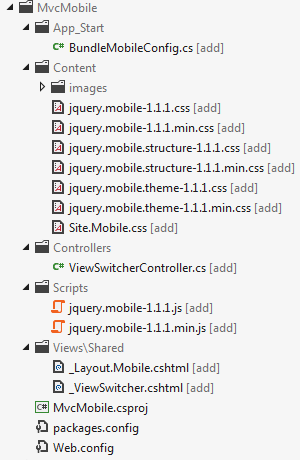 MvcMobile
App_Start
BundleMobileConfig.cs [add]
Content
images
jquery.mobile-1.1.1.css [add]
jquery.mobile-1.1.1.min.css [add]
jquery.mobile.structure-1.1.1.css [add]
jquery.mobile.structure-1.1.1.min.css [add]
jquery.mobile.theme-1.1.1.css [add]
jquery.mobile.theme-1.1.1.min.css [add]
Site.Mobile.css [add]
Controllers
C# ViewSwitcherController.cs [add]
Scripts
jquery.mobile-1.1.1.js [add]
jquery.mobile-1.1.1.min.js [add]
Views\Shared
_Layout.Mobile.cshtml [add]
_ViewSwitcher.cshtml [add]
C# MvcMobile.csproj
packages.config
Web.config